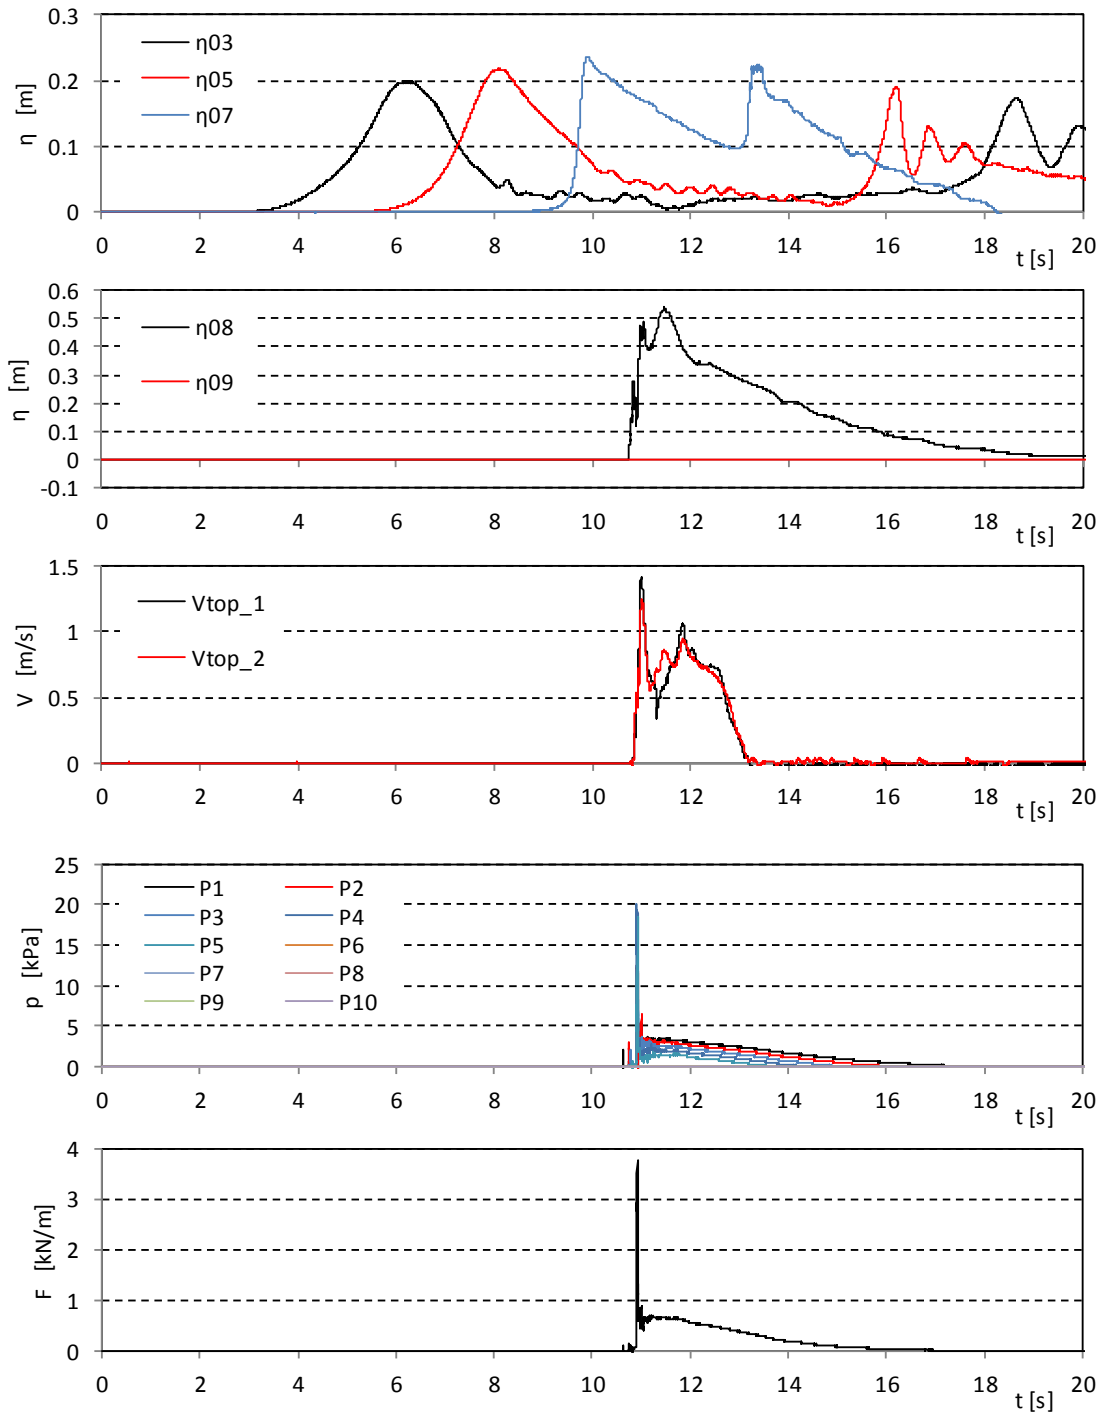 0.3
0.2
0.1
0
η [m]
η03
η05
η07
0 2 4 6 8 10 12 14 16 18 20
t [s]
0.6
0.5
0.4
0.3
0.2
0.1
0
-0.1
η [m]
η08
η09
0 2 4 6 8 10 12 14 16 18 20
t [s]
1.5
1
0.5
0
V [m/s]
Vtop_1
Vtop_2
0 2 4 6 8 10 12 14 16 18 20
t [s]
25
20
15
10
5
0
p [kPa]
P1 P2
P3 P4
P5 P6
P7 P8
P9 P10
0 2 4 6 8 10 12 14 16 18 20
t [s]
4
3
2
1
0
F [kN/m]
0 2 4 6 8 10 12 14 16 18 20
t [s]